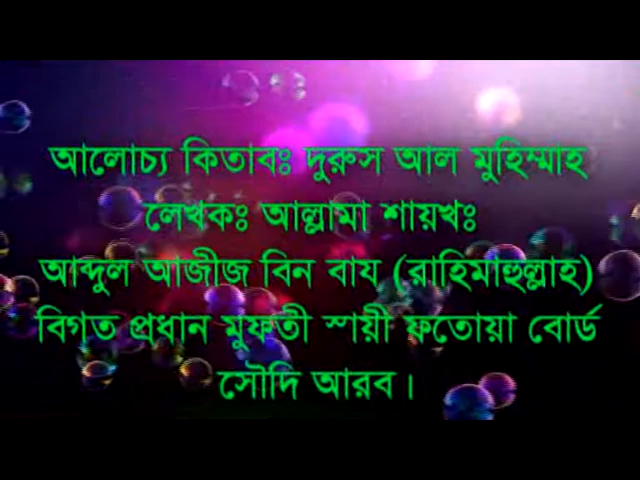 আলোচ্য কিতাবঃ দুরুস আল মুহিম্মাহ
লেখকঃ আল্লামা শায়খঃ
আব্দুল আজীজ বিন বায (রাহিমাহুল্লাহ)
বিগত প্রধান মুফতী স্পায়ী ফতোয়া বোর্ড
সৌদি আরব।